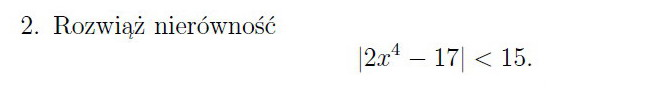 2. Rozwiąż nierówność
|2x⁴ − 17| < 15.